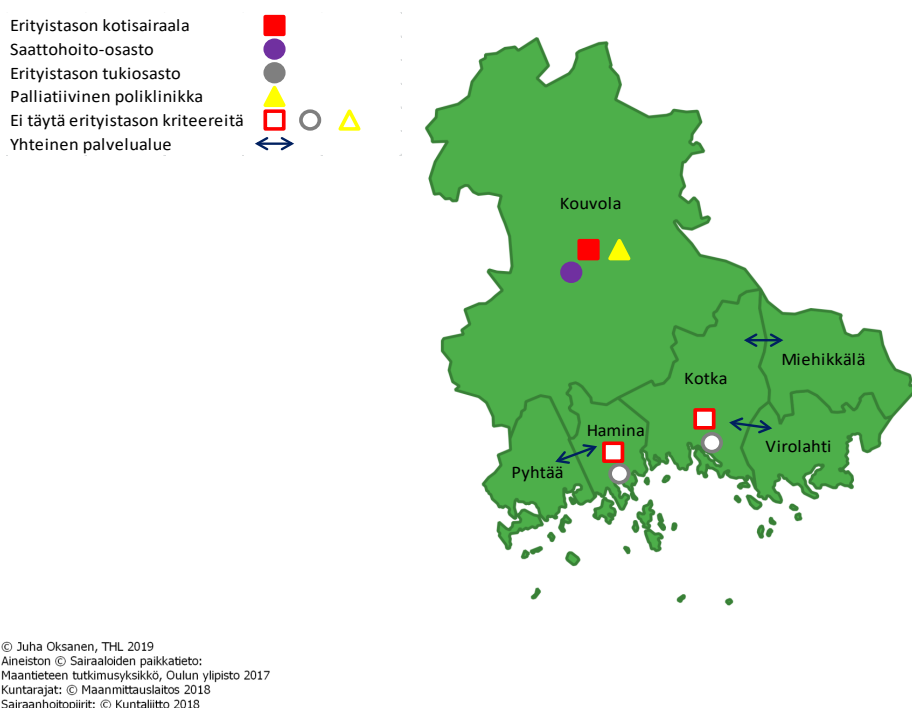 Erityistason kotisairaala
Saattohoito-osasto
Erityistason tukiosasto
Palliatiivinen poliklinikka
Ei täytä erityistason kriteereitä
Yhteinen palvelualue
Kouvola
Miehikkälä
Kotka
Hamina
Virolahti
Pyhtää
© Juha Oksanen, THL 2019
Aineiston © Sairaaloiden paikkatieto:
Maantieteen tutkimusyksikkö, Oulun ylipisto 2017
Kuntarajat: © Maanmittauslaitos 2018
Sairaanhoitopiirit: © Kuntaliitto 2018